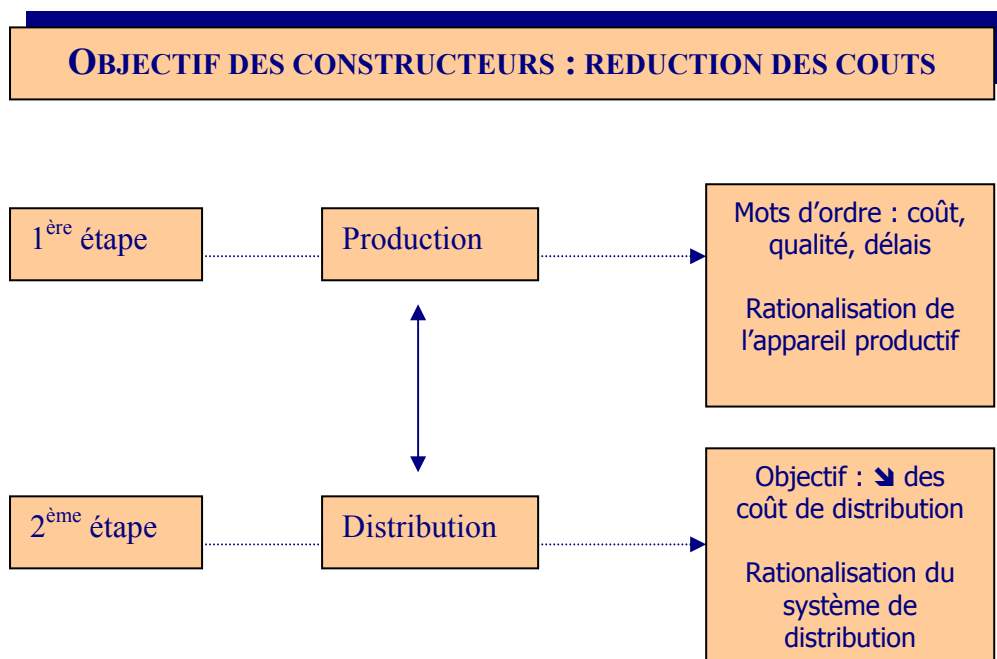 OBJECTIF DES CONSTRUCTEURS : REDUCTION DES COUTS
1ère étape
Production
Mots d’ordre : coût,
qualité, délais
Rationalisation de
l’appareil productif
2ème étape
Distribution
Objectif : ➘ des
coût de distribution
Rationalisation du
système de
distribution